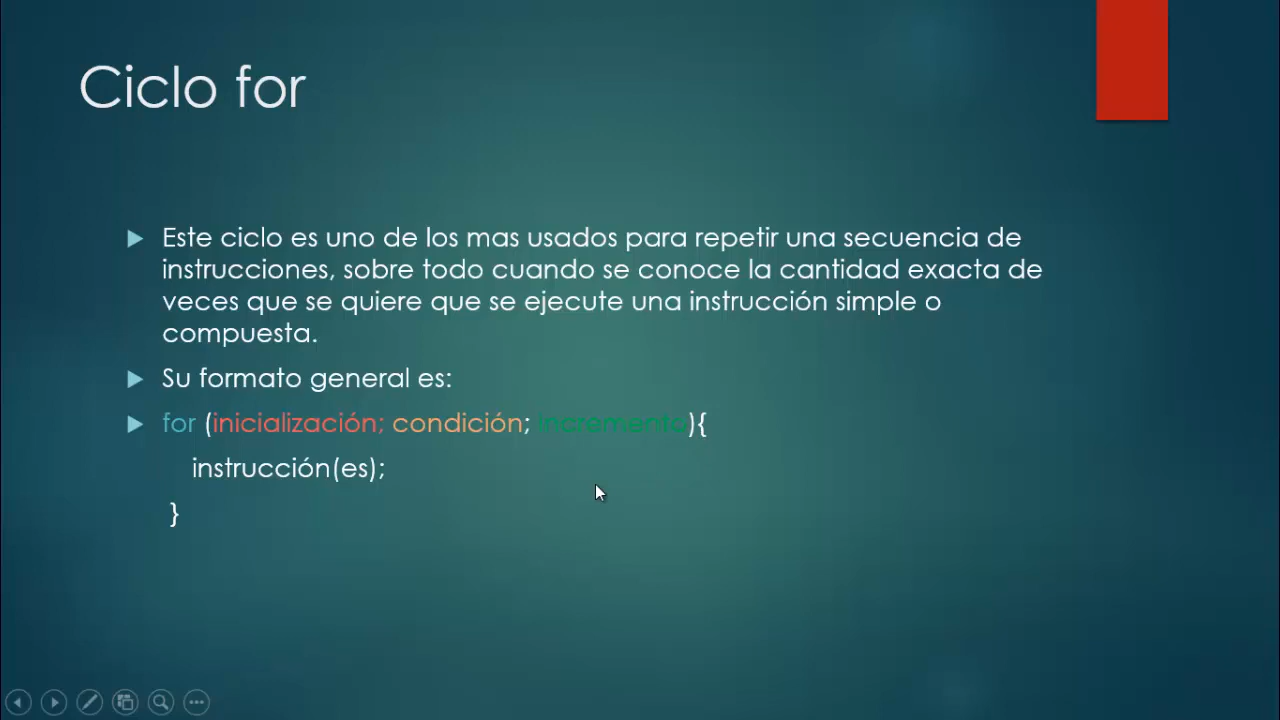 Ciclo for
Este ciclo es uno de los mas usados para repetir una secuencia de
instrucciones, sobre todo cuando se conoce la cantidad exacta de
veces que se quiere que se ejecute una instrucción simple o
compuesta.
Su formato general es:
for (inicialización; condición; incremento){
instrucción(es);
}